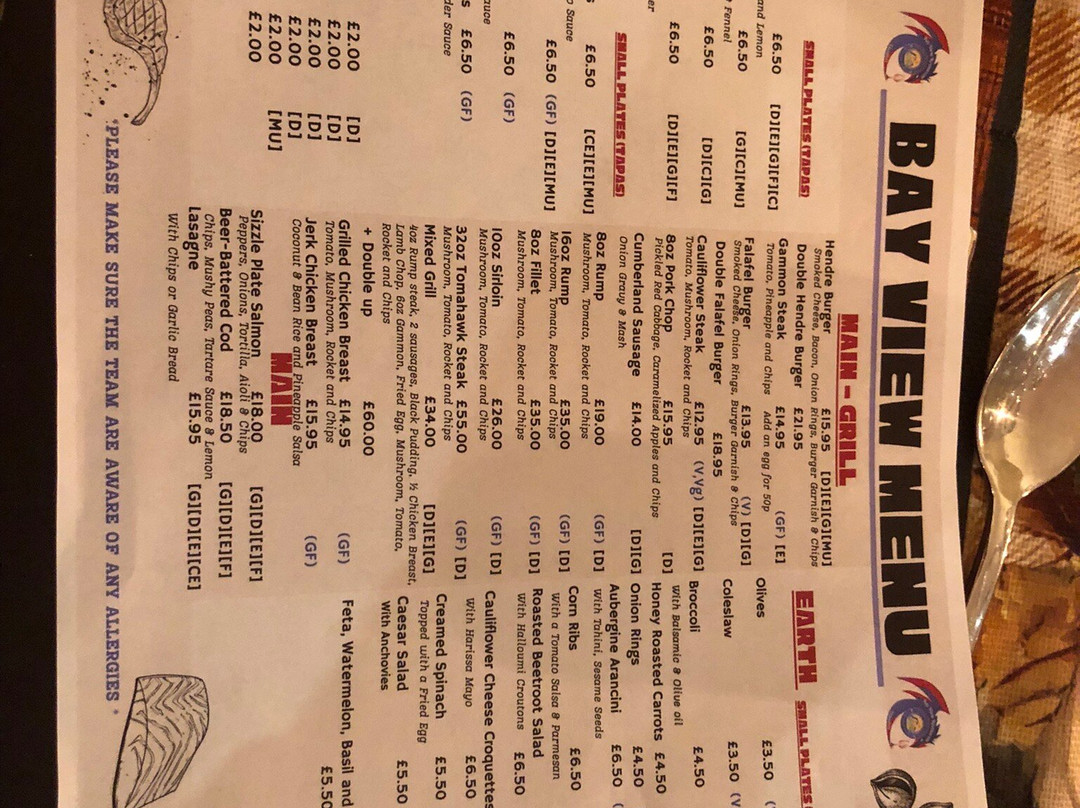 BAY VIEW MENU
SMALL PLATES (TAPAS)
£6.50 [D][E][G][F][C]
and Lemon
£6.50 [G][C][MU]
Fennel
£6.50 [D][C][G]
£6.50 [D][E][G][F]
SMALL PLATES (TAPAS)
£6.50 [CE][E][MU]
Sauce
£6.50 (GF) [D][E][MU]
£6.50 (GF)
£6.50 (GF)
Sauce
£2.00 [D]
£2.00 [D]
£2.00 [D]
£2.00 [D]
£2.00 [MU]
MAIN - GRILL
Hendre Burger £15.95 [D][E][G][MU]
Smoked Cheese, Bacon, Onion Rings, Burger Garnish & Chips
Double Hendre Burger £21.95
Gammon Steak £14.95 (GF) [E]
Tomato, Pineapple and Chips Add an egg for 50p
Falafel Burger £13.95 (V) [D][G]
Smoked Cheese, Onion Rings, Burger Garnish & Chips
Double Falafel Burger £18.95
Cauliflower Steak £12.95 (V,Vg) [D][E][G]
Tomato, Mushroom, Rocket and Chips
8oz Pork Chop £15.95 [D]
Pickled Red Cabbage, Caramelized Apples and Chips
Cumberland Sausage £14.00 [D][G]
Onion Gravy & Mash
8oz Rump £19.00 (GF) [D]
Mushroom, Tomato, Rocket and Chips
16oz Rump £35.00 (GF) [D]
Mushroom, Tomato, Rocket and Chips
8oz Fillet £35.00 (GF) [D]
Mushroom, Tomato, Rocket and Chips
10oz Sirloin £26.00 (GF) [D]
Mushroom, Tomato, Rocket and Chips
32oz Tomahawk Steak £55.00 (GF) [D]
Mushroom, Tomato, Rocket and Chips
Mixed Grill £34.00 [D][E][G]
4oz Rump steak, 2 sausages, Black Pudding, ½ Chicken Breast,
Lamb Chop, 6oz Gammon, Fried Egg, Mushroom, Tomato,
Rocket and Chips
+ Double up £60.00
Grilled Chicken Breast £14.95 (GF)
Tomato, Mushroom, Rocket and Chips
Jerk Chicken Breast £15.95 (GF)
Coconut & Bean Rice and Pineapple Salsa
MAIN
Sizzle Plate Salmon £18.00 [G][D][E][F]
Peppers, Onions, Tortilla, Aioli & Chips
Beer-Battered Cod £18.50 [G][D][E][F]
Chips, Mushy Peas, Tartare Sauce & Lemon
Lasagne £15.95 [G][D][E][CE]
With Chips or Garlic Bread
EARTH SMALL PLATES
Olives £3.50
Coleslaw £3.50 (V
Broccoli £4.50
With Balsamic & Olive oil
Honey Roasted Carrots £4.50
Onion Rings £4.50
Aubergine Arancini £6.50 (
With Tahini, Sesame Seeds
Corn Ribs £6.50
With a Tomato Salsa & Parmesan
Roasted Beetroot Salad £6.50
With Halloumi Croutons
Cauliflower Cheese Croquettes £6.50
With Harissa Mayo
Creamed Spinach £5.50
Topped with a Fried Egg
Caesar Salad £5.50
With Anchovies
Feta, Watermelon, Basil and
£5.50
*PLEASE MAKE SURE THE TEAM ARE AWARE OF ANY ALLERGIES *